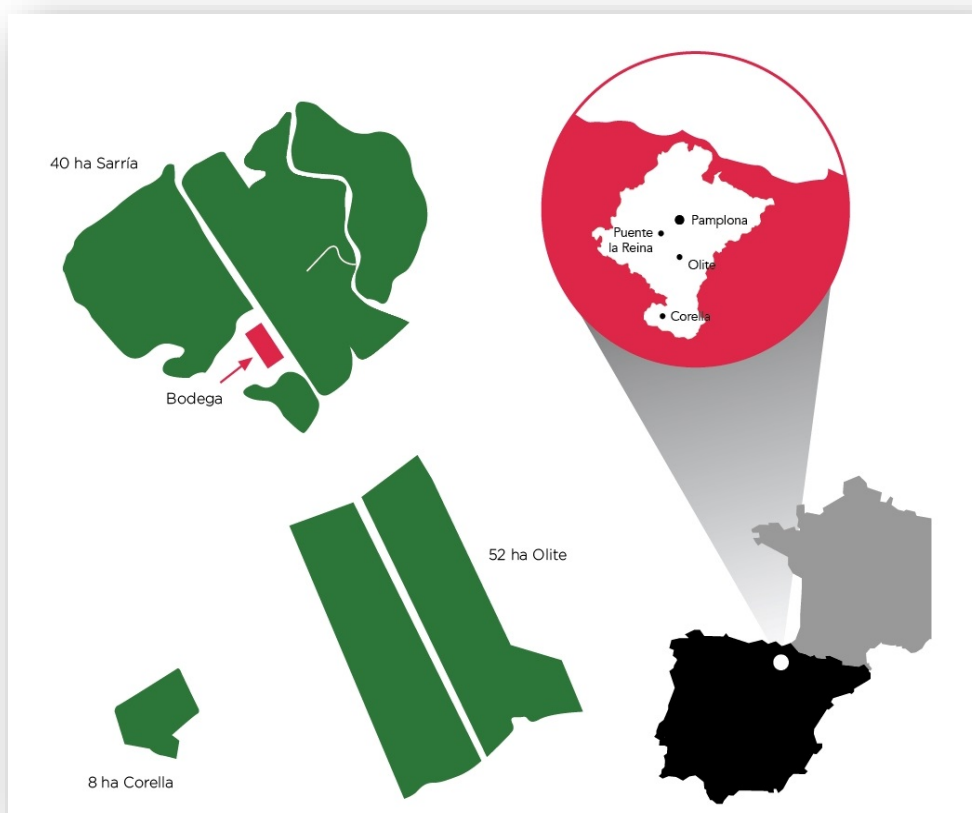 40 ha Sarría
Bodega
Pamplona
Puente
la Reina
Olite
Corella
52 ha Olite
8 ha Corella